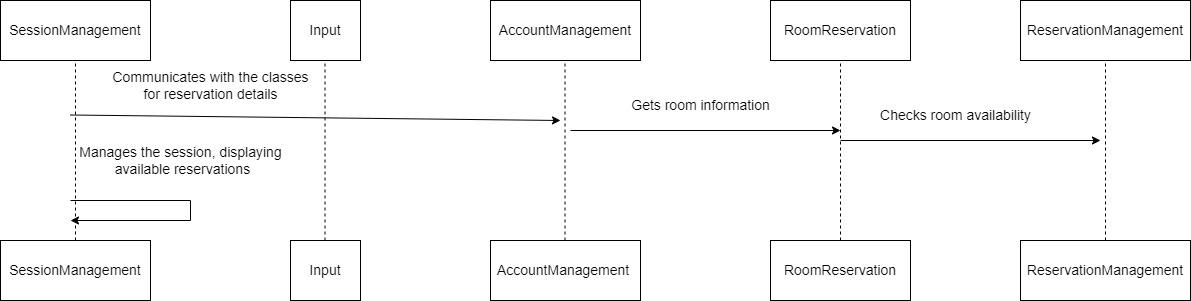 SessionManagement
Input
AccountManagement
RoomReservation
ReservationManagement
Communicates with the classes
for reservation details
Gets room information
Checks room availability
Manages the session, displaying
available reservations
SessionManagement
Input
AccountManagement
RoomReservation
ReservationManagement